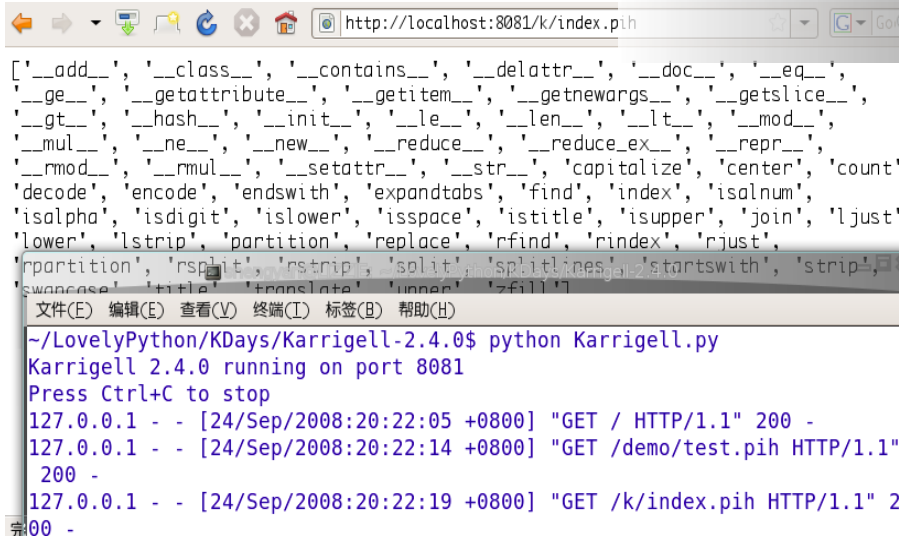 http://localhost:8081/k/index.pih
['__add__', '__class__', '__contains__', '__delattr__', '__doc__', '__eq__',
'__ge__', '__getattribute__', '__getitem__', '__getnewargs__', '__getslice__',
'__gt__', '__hash__', '__init__', '__le__', '__len__', '__lt__', '__mod__',
'__mul__', '__ne__', '__new__', '__reduce__', '__reduce_ex__', '__repr__',
'__rmod__', '__rmul__', '__setattr__', '__str__', 'capitalize', 'center', 'count'
'decode', 'encode', 'endswith', 'expandtabs', 'find', 'index', 'isalnum',
'isalpha', 'isdigit', 'islower', 'isspace', 'istitle', 'isupper', 'join', 'ljust'
'lower', 'lstrip', 'partition', 'replace', 'rfind', 'rindex', 'rjust',
'rpartition', 'rsplit', 'rstrip', 'split', 'splitlines', 'startswith', 'strip',
'swapcase', 'title', 'translate', 'upper', 'zfill']
文件(F) 编辑(E) 查看(V) 终端(T) 标签(B) 帮助(H)
~/LovelyPython/KDays/Karrigell-2.4.0$ python Karrigell.py
Karrigell 2.4.0 running on port 8081
Press Ctrl+C to stop
127.0.0.1 - - [24/Sep/2008:20:22:05 +0800] "GET / HTTP/1.1" 200 -
127.0.0.1 - - [24/Sep/2008:20:22:14 +0800] "GET /demo/test.pih HTTP/1.1"
200 -
127.0.0.1 - - [24/Sep/2008:20:22:19 +0800] "GET /k/index.pih HTTP/1.1" 2
00 -